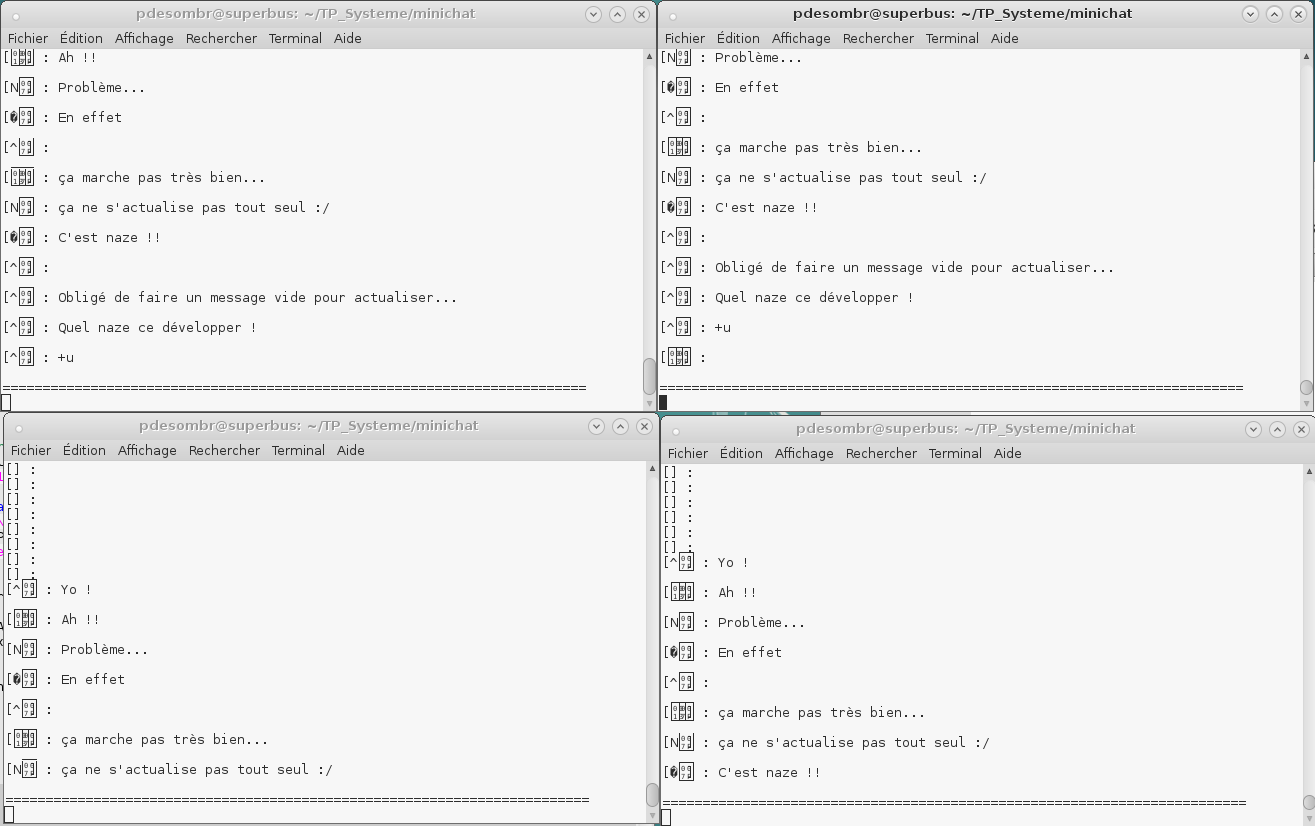 pdesombr@superbus: ~/TP_Systeme/minichat
Fichier Édition Affichage Rechercher Terminal Aide
[ : Ah !!
[N : Problème...
[� : En effet
[^ :
[ : ça marche pas très bien...
[N : ça ne s'actualise pas tout seul :/
[� : C'est naze !!
[^ :
[^ : Obligé de faire un message vide pour actualiser...
[^ : Quel naze ce développer !
[^ : +u
=========================================================================
pdesombr@superbus: ~/TP_Systeme/minichat
Fichier Édition Affichage Rechercher Terminal Aide
[N : Problème...
[� : En effet
[^ :
[ : ça marche pas très bien...
[N : ça ne s'actualise pas tout seul :/
[� : C'est naze !!
[^ :
[^ : Obligé de faire un message vide pour actualiser...
[^ : Quel naze ce développer !
[^ : +u
[ :
=========================================================================
pdesombr@superbus: ~/TP_Systeme/minichat
Fichier Édition Affichage Rechercher Terminal Aide
[] :
[] :
[] :
[] :
[] :
[] :
[] :
[] :
[^ : Yo !
[ : Ah !!
[N : Problème...
[� : En effet
[^ :
[ : ça marche pas très bien...
[N : ça ne s'actualise pas tout seul :/
=========================================================================
pdesombr@superbus: ~/TP_Systeme/minichat
Fichier Édition Affichage Rechercher Terminal Aide
[] :
[] :
[] :
[] :
[] :
[] :
[^ : Yo !
[ : Ah !!
[N : Problème...
[� : En effet
[^ :
[ : ça marche pas très bien...
[N : ça ne s'actualise pas tout seul :/
[� : C'est naze !!
=========================================================================